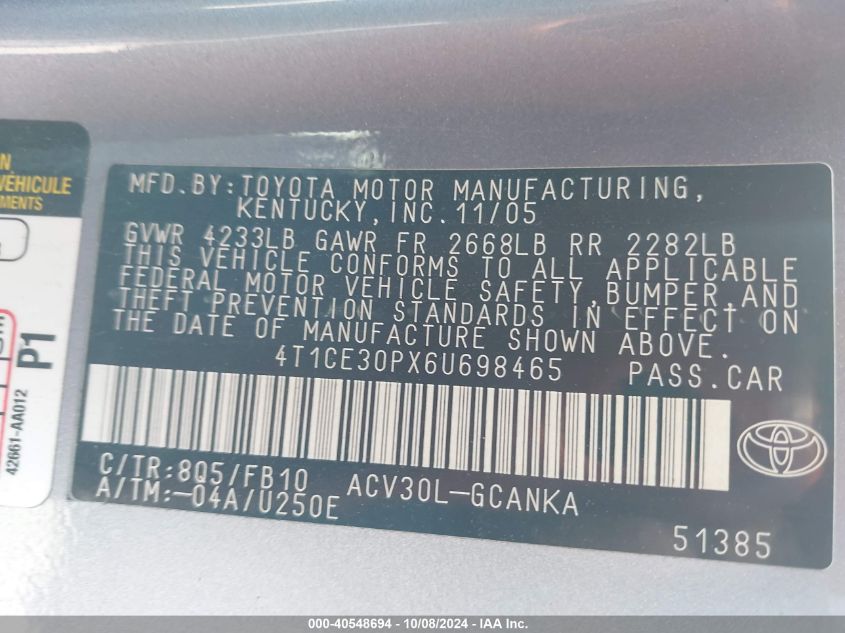 MFD.BY:TOYOTA MOTOR MANUFACTURING,
KENTUCKY,INC.11/05
GVWR 4233LB GAWR FR 2668LB RR 2282LB
THIS VEHICLE CONFORMS TO ALL APPLICABLE
FEDERAL MOTOR VEHICLE SAFETY,BUMPER,AND
THEFT PREVENTION STANDARDS IN EFFECT ON
THE DATE OF MANUFACTURE SHOWN ABOVE.
4T1CE30PX6U698465 PASS.CAR
C/TR:8Q5/FB10 ACV30L-GCANKA
A/TM:-04A/U250E
51385
VÉHICULE
P1
42661-AA012
000-40548694 - 10/08/2024 - IAA Inc.